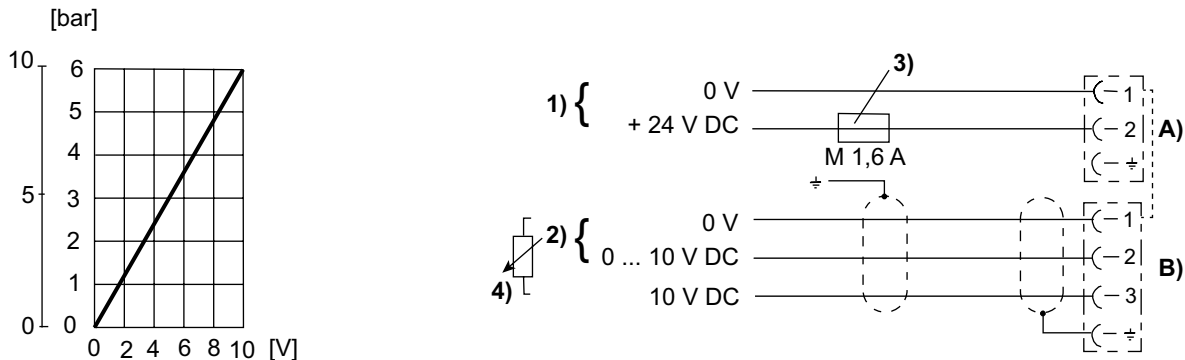 [bar]
10
5
0
6
5
4
3
2
1
0
0 2 4 6 8 10 [V]
3)
1) {
0 V
+ 24 V DC
M 1,6 A
1
2
A)
2) {
4)
0 V
0 ... 10 V DC
10 V DC
1
2
3
B)